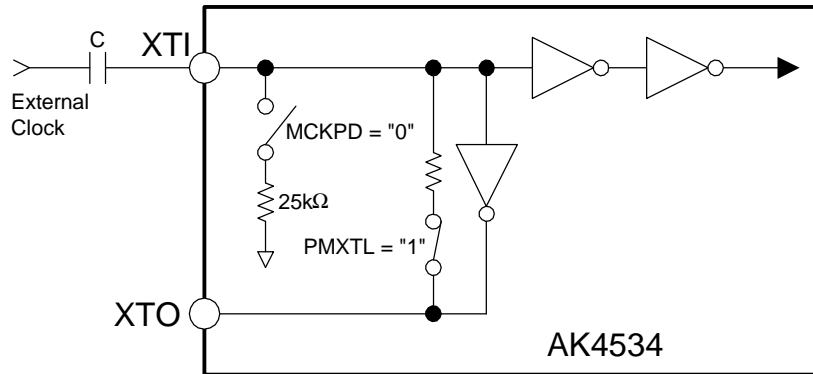 C
XTI
External
Clock
MCKPD = "0"
25kΩ
PMXTL = "1"
XTO
AK4534